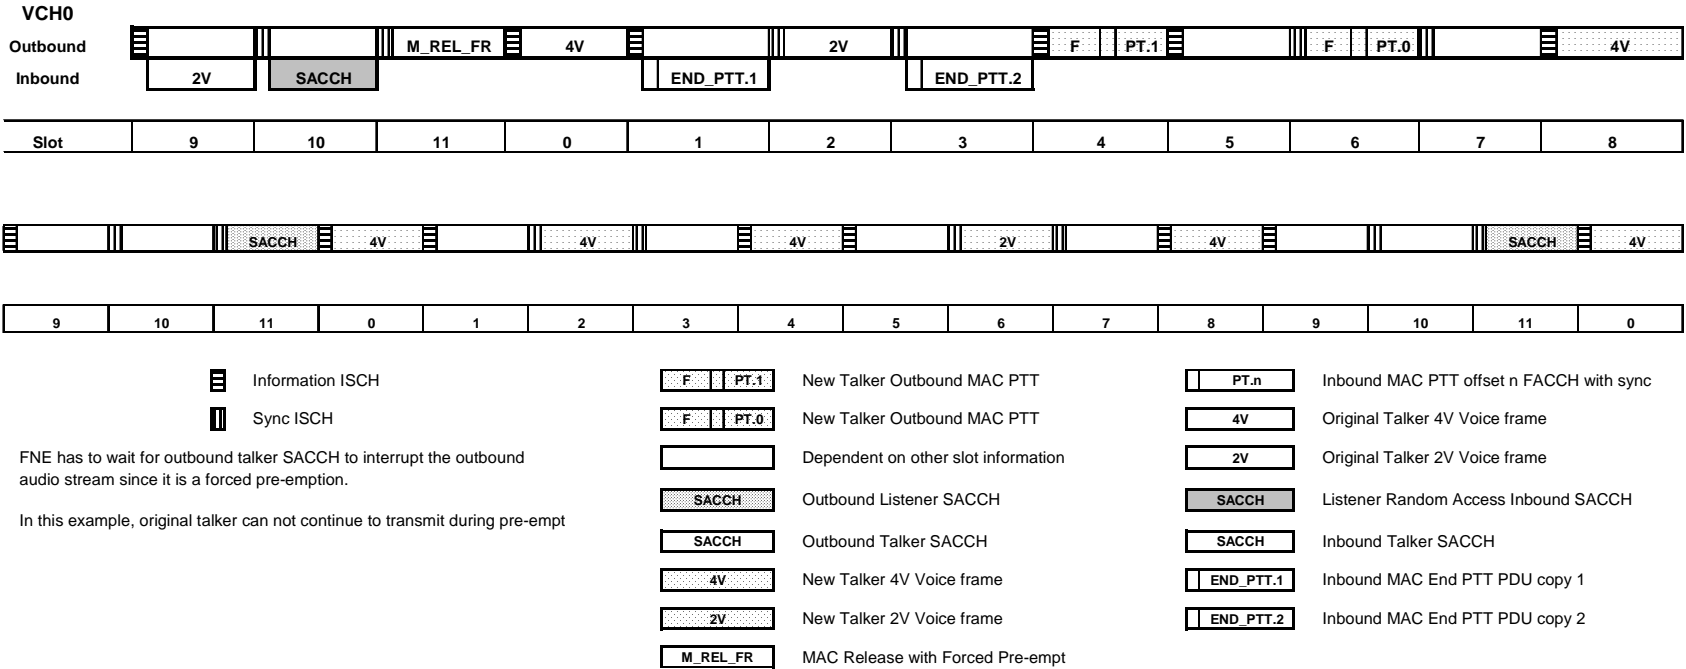 VCH0
Outbound M_REL_FR 4V 2V F PT.1 F PT.0 4V
Inbound 2V SACCH END_PTT.1 END_PTT.2
Slot 9 10 11 0 1 2 3 4 5 6 7 8
SACCH 4V 4V 4V 2V 4V SACCH 4V
9 10 11 0 1 2 3 4 5 6 7 8 9 10 11 0
Information ISCH
Sync ISCH
FNE has to wait for outbound talker SACCH to interrupt the outbound
audio stream since it is a forced pre-emption.
In this example, original talker can not continue to transmit during pre-empt
F PT.1 New Talker Outbound MAC PTT
F PT.0 New Talker Outbound MAC PTT
Dependent on other slot information
SACCH Outbound Listener SACCH
SACCH Outbound Talker SACCH
4V New Talker 4V Voice frame
2V New Talker 2V Voice frame
M_REL_FR MAC Release with Forced Pre-empt
PT.n Inbound MAC PTT offset n FACCH with sync
4V Original Talker 4V Voice frame
2V Original Talker 2V Voice frame
SACCH Listener Random Access Inbound SACCH
SACCH Inbound Talker SACCH
END_PTT.1 Inbound MAC End PTT PDU copy 1
END_PTT.2 Inbound MAC End PTT PDU copy 2